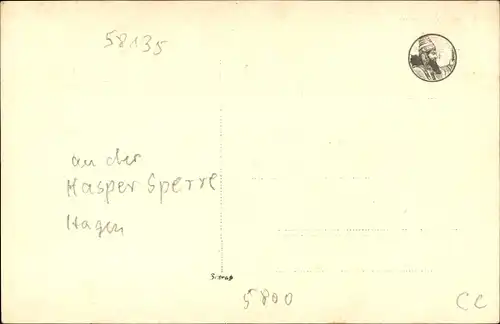 58135
an der
Hasper Sperre
Hagen
5800
CC